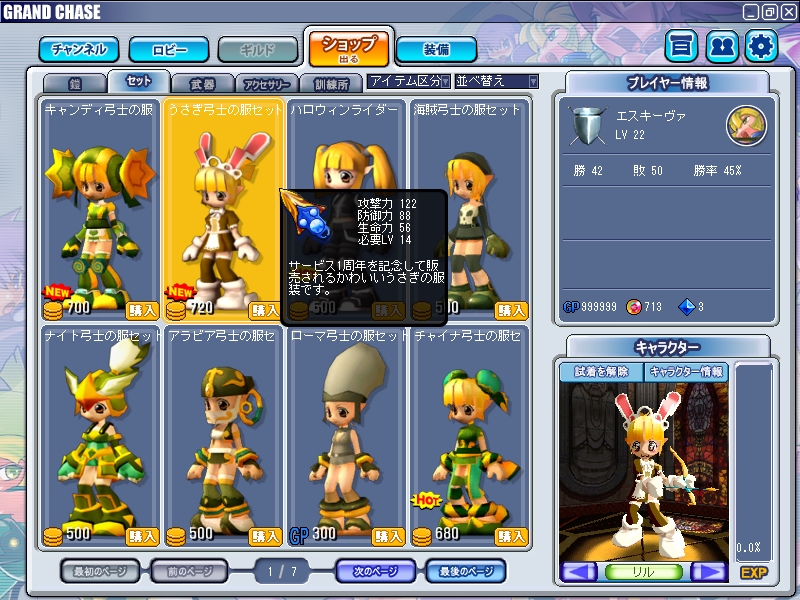 GRAND CHASE
チャンネル
ロビー
ギルド
ショップ
出る
装備
鎧
セット
武器
アクセサリー
訓練所
アイテム区分
並べ替え
キャンディ弓士の服
うさぎ弓士の服セット
ハロウィンライダー
海賊弓士の服セット
NEW
700
購入
NEW
720
購入
600
購入
購入
攻撃力 122
防御力 88
生命力 56
必要LV 14
サービス1周年を記念して販
売されるかわいいうさぎの服
装です。
ナイト弓士の服セット
アラビア弓士の服セ
ローマ弓士の服セット
チャイナ弓士の服セ
500
購入
500
購入
GP 300
購入
Hot
680
購入
最初のページ
前のページ
1 / 7
次のページ
最後のページ
プレイヤー情報
エスキーヴァ
LV 22
勝 42
敗 50
勝率 45%
GP 999999
713
3
キャラクター
試着を解除
キャラクター情報
リル
0.0%
EXP